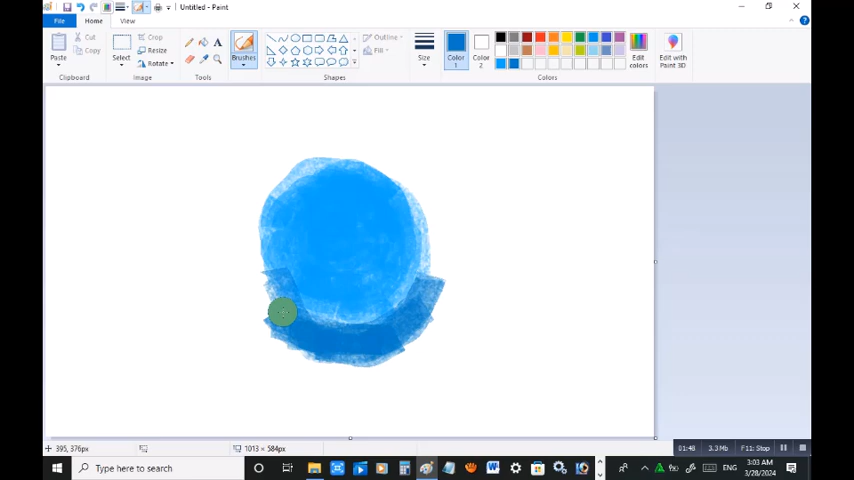 Untitled - Paint
File Home View
Paste Cut Copy Clipboard
Select Crop Resize Rotate Image
A Tools
Brushes
Outline Fill Shapes
Size
Color 1 Color 2 Edit colors Colors
Edit with Paint 3D
395, 376px 1013 × 584px 01:48 3.3 Mb F11: Stop
Type here to search ENG 3:03 AM 3/28/2024